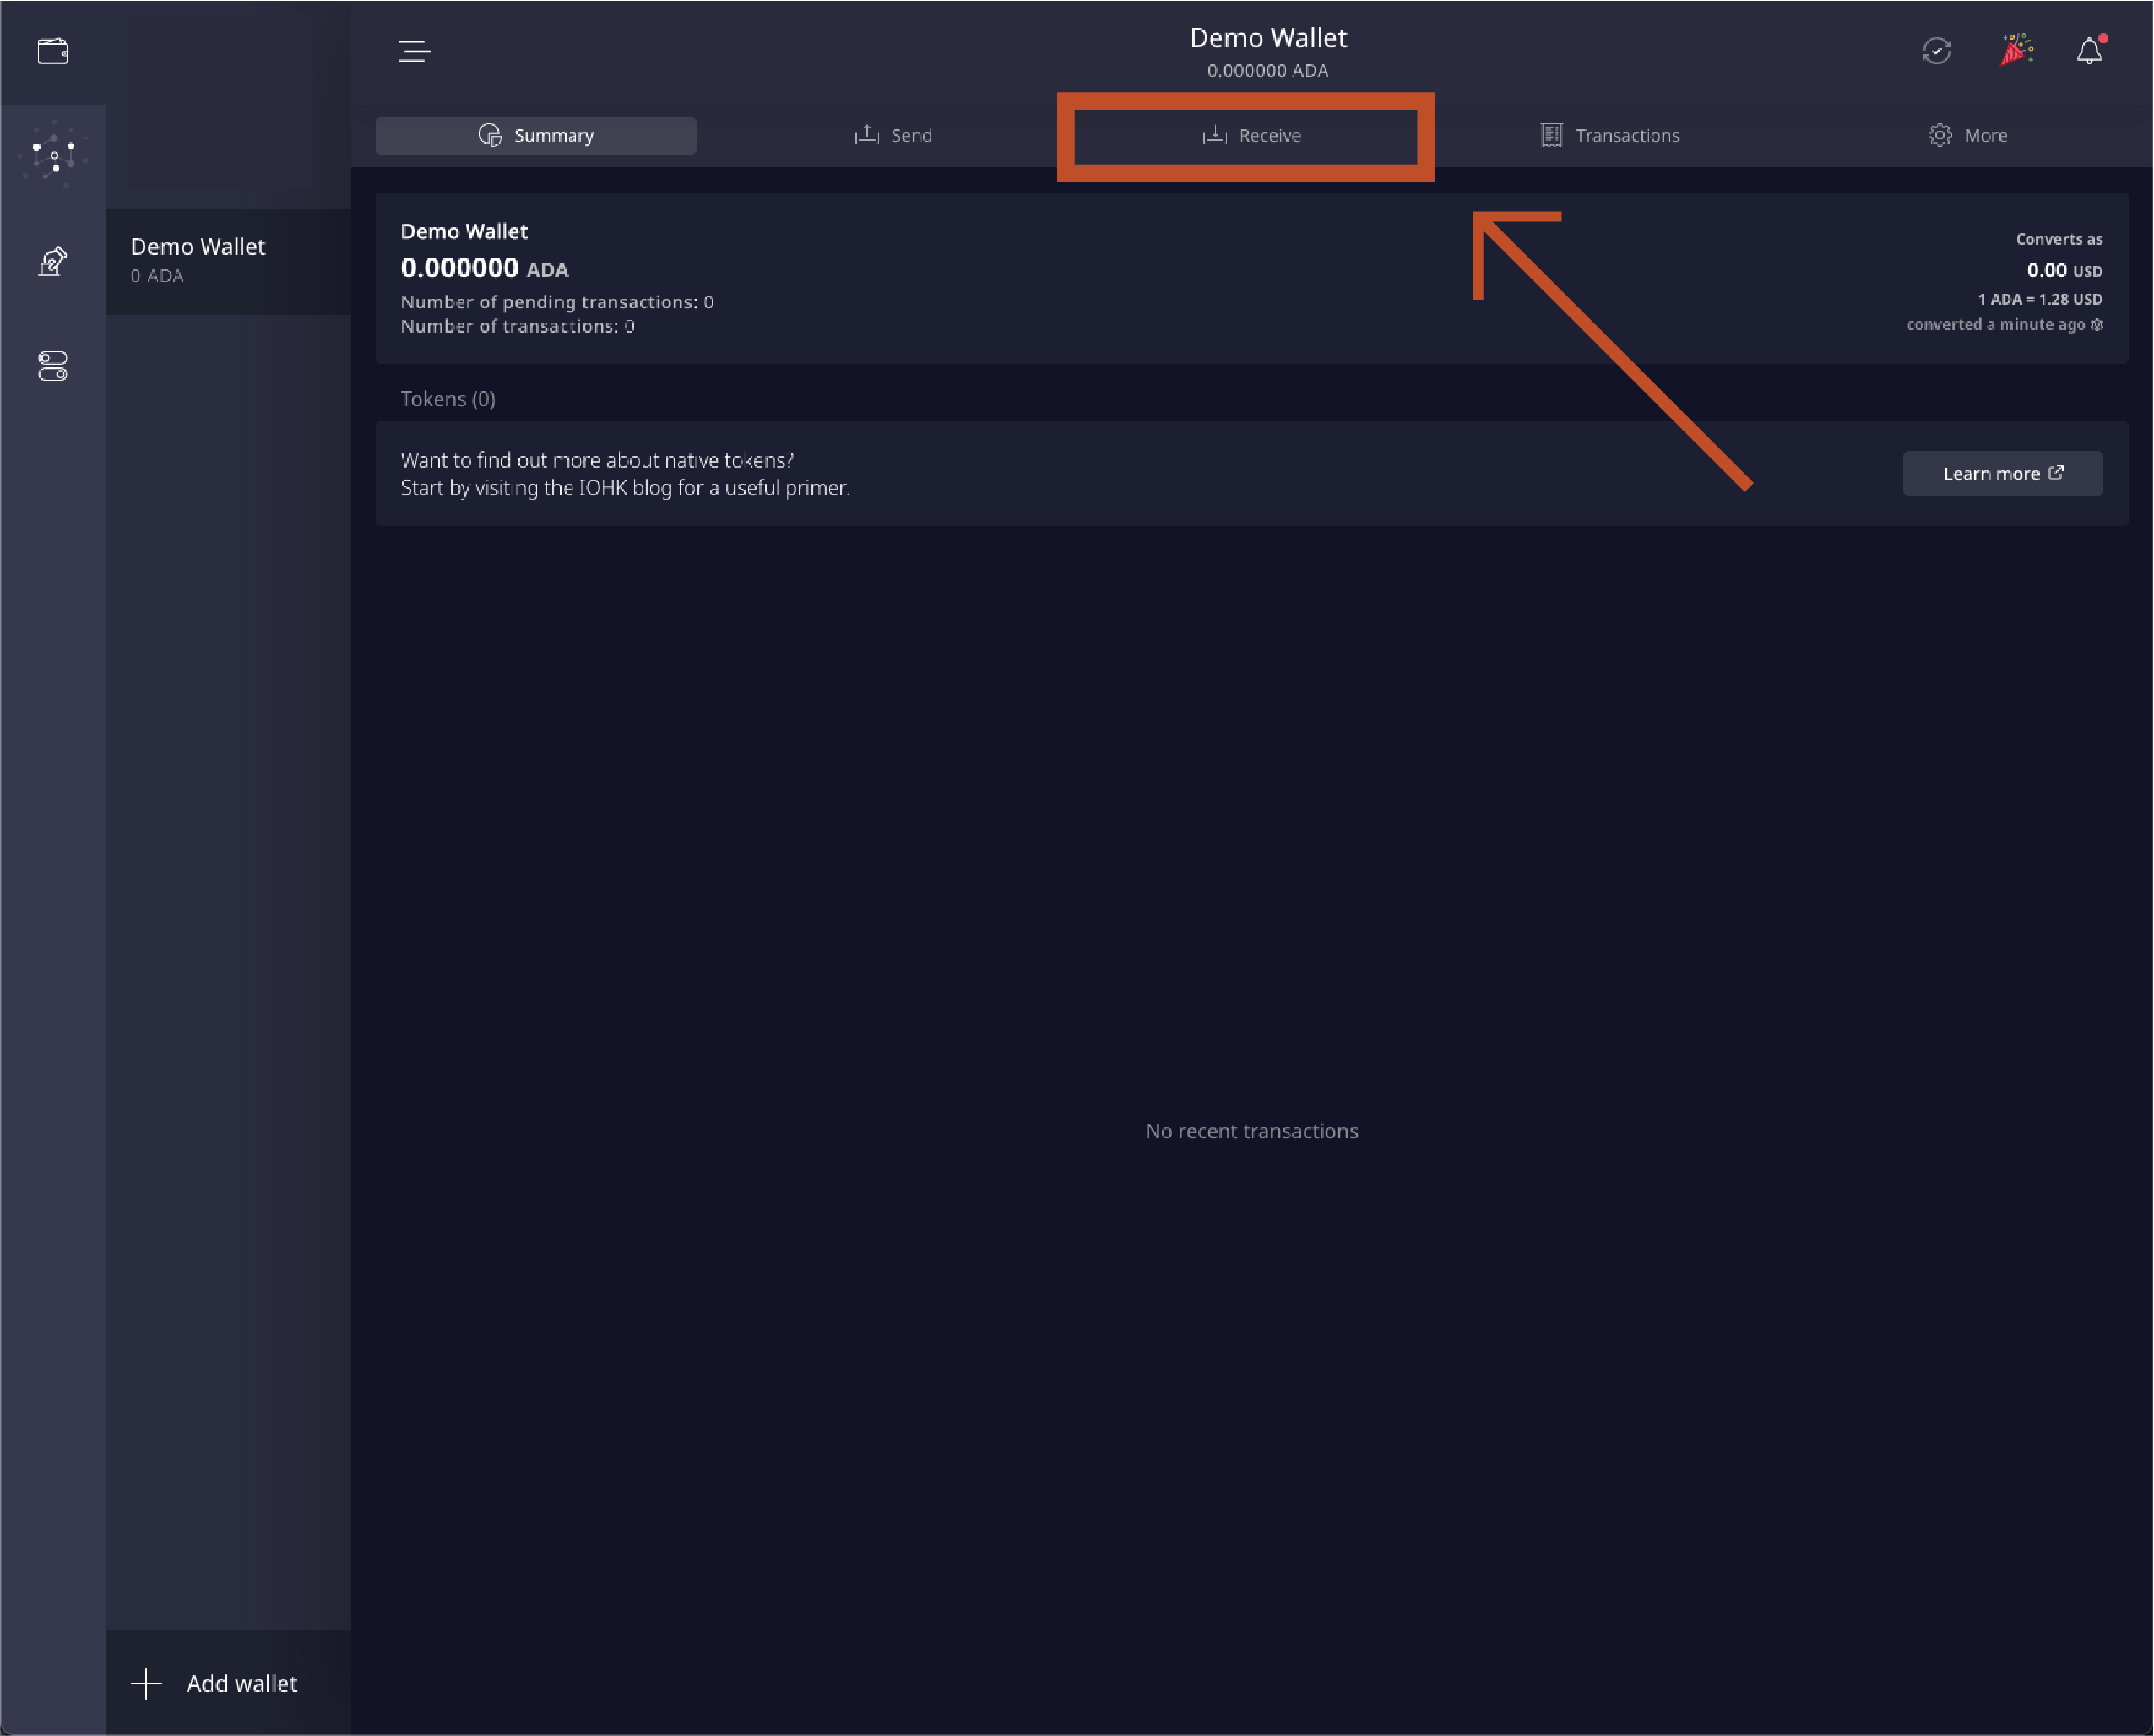 Demo Wallet
0.000000 ADA
Summary
Send
Receive
Transactions
More
Demo Wallet
0 ADA
Demo Wallet
0.000000 ADA
Number of pending transactions: 0
Number of transactions: 0
Converts as
0.00 USD
1 ADA = 1.28 USD
converted a minute ago
Tokens (0)
Want to find out more about native tokens?
Start by visiting the IOHK blog for a useful primer.
Learn more
No recent transactions
Add wallet